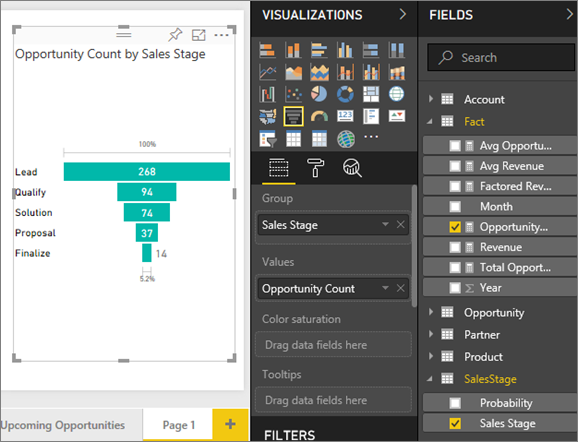 Opportunity Count by Sales Stage
100%
Lead 268
Qualify 94
Solution 74
Proposal 37
Finalize 14
5.2%
Upcoming Opportunities
Page 1
+
VISUALIZATIONS
123
R
Group
Sales Stage
Values
Opportunity Count
Color saturation
Drag data fields here
Tooltips
Drag data fields here
FILTERS
FIELDS
Search
Account
Fact
Avg Opportu...
Avg Revenue
Factored Rev...
Month
Opportunity...
Revenue
Total Opport...
Σ Year
Opportunity
Partner
Product
SalesStage
Probability
Sales Stage